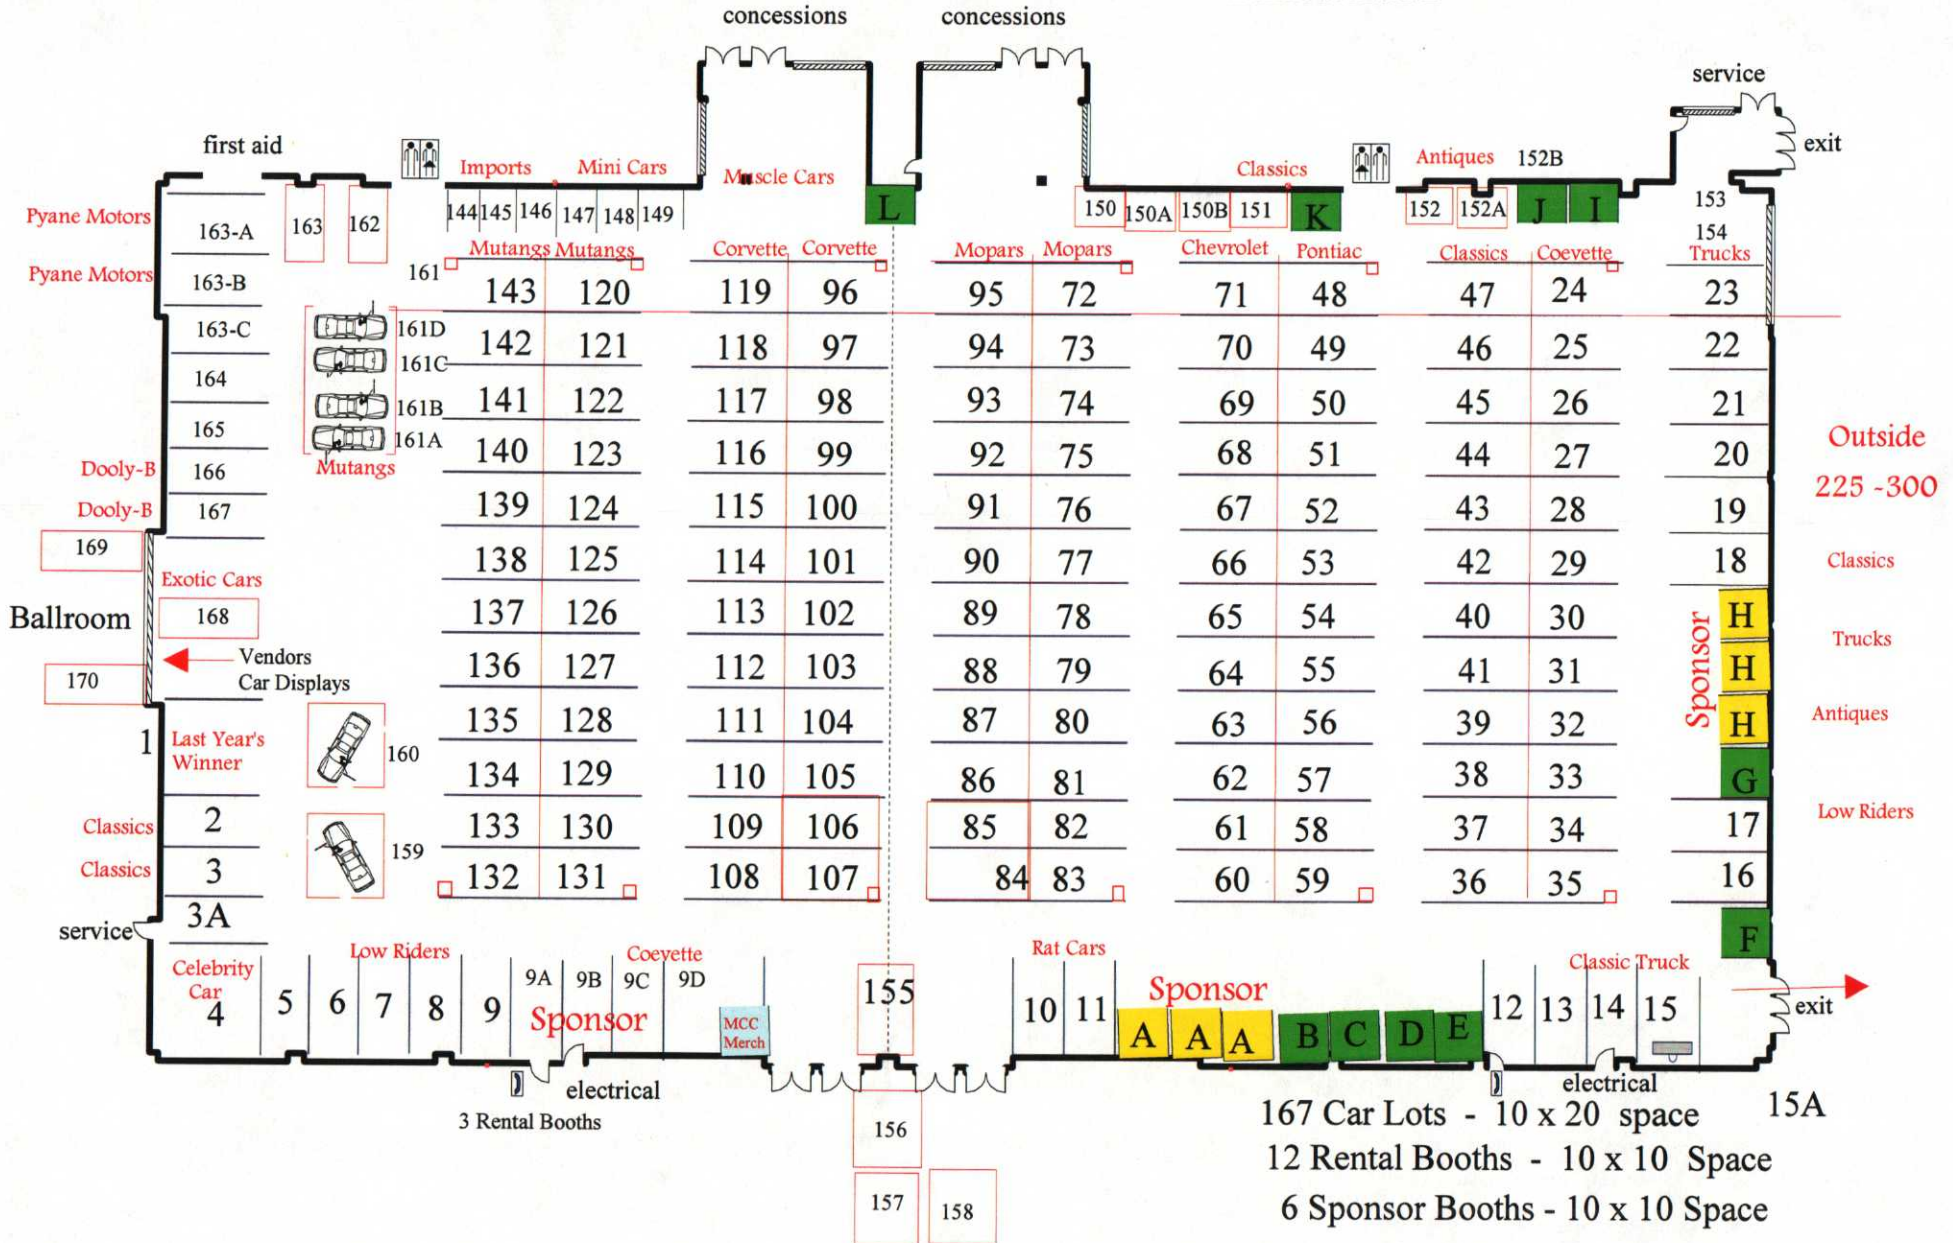 concessions concessions
service
exit
first aid
Imports Mini Cars Muscle Cars Classics Antiques 152B
Pyane Motors 163-A 163 162 144 145 146 147 148 149 L 150 150A 150B 151 K 152 152A J I 153
154
Mutangs Mutangs Corvette Corvette Mopars Mopars Chevrolet Pontiac Classics Coevette Trucks
Pyane Motors 163-B 161 143 120 119 96 95 72 71 48 47 24 23
163-C 161D 142 121 118 97 94 73 70 49 46 25 22
161C
164 161B 141 122 117 98 93 74 69 50 45 26 21
165 161A 140 123 116 99 92 75 68 51 44 27 20
Outside
225 -300
Dooly-B 166 Mutangs
Dooly-B 167 139 124 115 100 91 76 67 52 43 28 19
169 138 125 114 101 90 77 66 53 42 29 18 Classics
Exotic Cars
Ballroom 168 137 126 113 102 89 78 65 54 40 30 H Trucks
Sponsor
170 Vendors
Car Displays
136 127 112 103 88 79 64 55 41 31 H
1 Last Year's
Winner
160 135 128 111 104 87 80 63 56 39 32 H Antiques
134 129 110 105 86 81 62 57 38 33 G
Classics 2 159 133 130 109 106 85 82 61 58 37 34 17 Low Riders
Classics 3 132 131 108 107 84 83 60 59 36 35 16
service 3A F
Low Riders Coevette Rat Cars Classic Truck
Celebrity
Car
4 5 6 7 8 9 9A 9B 9C 9D 155 10 11 12 13 14 15 exit
Sponsor Sponsor
MCC
Merch
A A A B C D E
electrical electrical
3 Rental Booths
15A
156
157 158
167 Car Lots - 10 x 20 space
12 Rental Booths - 10 x 10 Space
6 Sponsor Booths - 10 x 10 Space